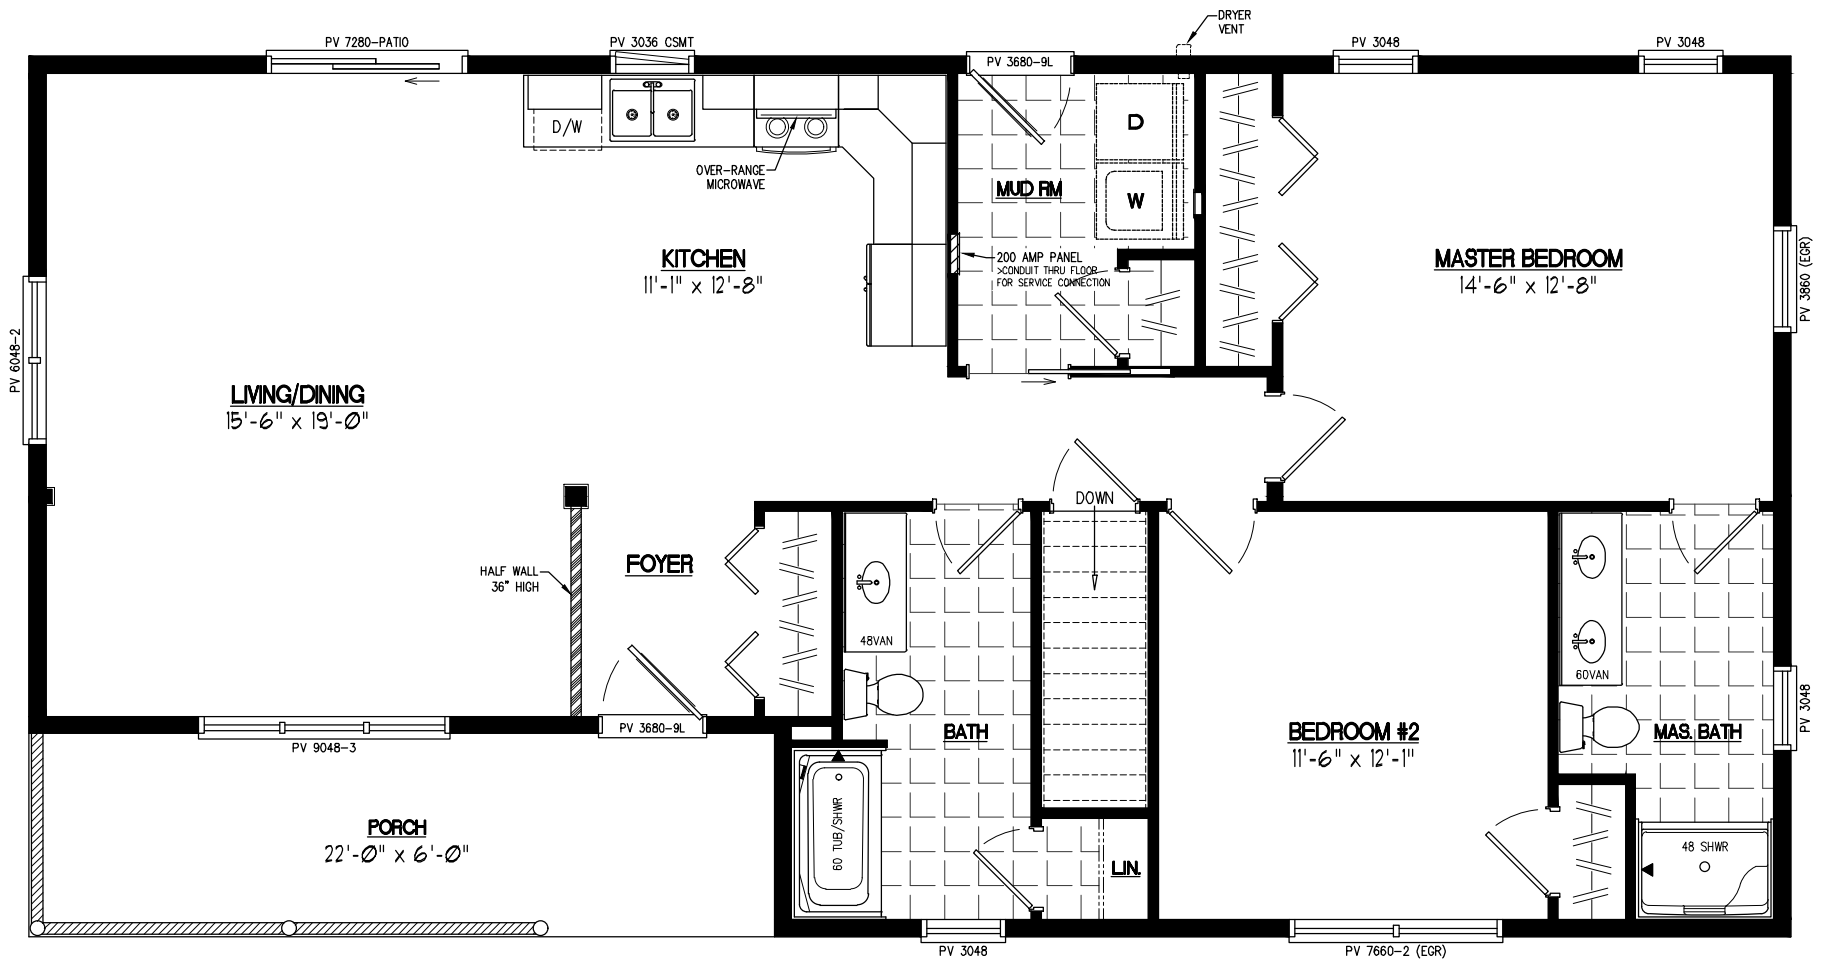 DRYER
VENT
PV 7280-PATIO
PV 3036 CSMT
PV 3680-9L
PV 3048
PV 3048
D/W
OVER-RANGE
MICROWAVE
D
W
MUD RM
200 AMP PANEL
>CONDUIT THRU FLOOR
FOR SERVICE CONNECTION
KITCHEN
11'-1" x 12'-8"
MASTER BEDROOM
14'-6" x 12'-8"
PV 3860 (EGR)
PV 6048-2
LIVING/DINING
15'-6" x 19'-0"
DOWN
FOYER
HALF WALL
36" HIGH
48VAN
60VAN
PV 3048
PV 9048-3
PV 3680-9L
BATH
BEDROOM #2
11'-6" x 12'-1"
MAS. BATH
PORCH
22'-0" x 6'-0"
60 TUB/SHWR
LIN.
48 SHWR
PV 3048
PV 7660-2 (EGR)